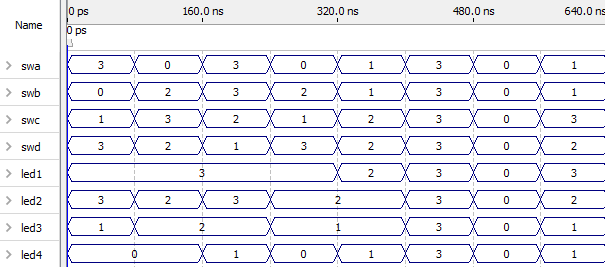 0 ps 160.0 ns 320.0 ns 480.0 ns 640.0 ns
Name
0 ps
swa 3 0 3 0 1 3 0 1
swb 0 2 3 2 1 3 0 1
swc 1 3 2 1 2 3 0 3
swd 3 2 1 3 2 3 0 2
led1 3 2 3 0 3
led2 3 2 3 2 3 0 2
led3 1 2 1 3 0 1
led4 0 1 0 1 3 0 1